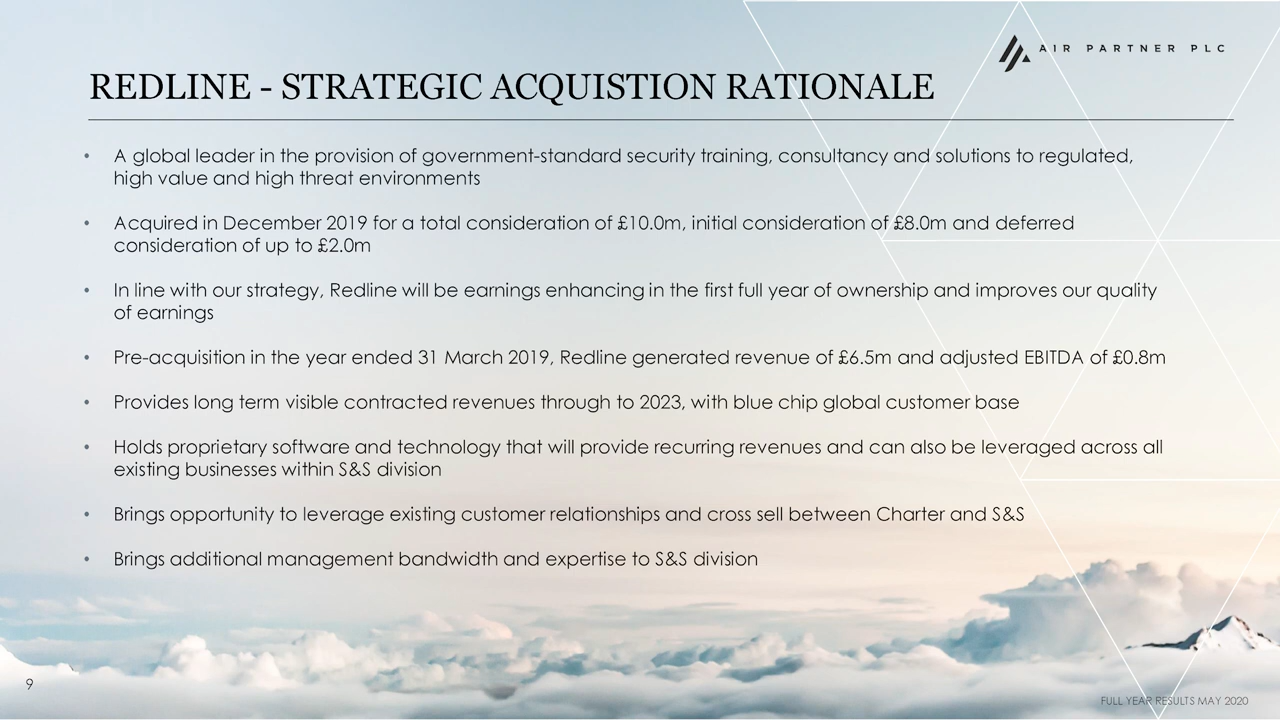 AIR PARTNER PLC
REDLINE - STRATEGIC ACQUISTION RATIONALE
• A global leader in the provision of government-standard security training, consultancy and solutions to regulated,
high value and high threat environments
• Acquired in December 2019 for a total consideration of £10.0m, initial consideration of £8.0m and deferred
consideration of up to £2.0m
• In line with our strategy, Redline will be earnings enhancing in the first full year of ownership and improves our quality
of earnings
• Pre-acquisition in the year ended 31 March 2019, Redline generated revenue of £6.5m and adjusted EBITDA of £0.8m
• Provides long term visible contracted revenues through to 2023, with blue chip global customer base
• Holds proprietary software and technology that will provide recurring revenues and can also be leveraged across all
existing businesses within S&S division
• Brings opportunity to leverage existing customer relationships and cross sell between Charter and S&S
• Brings additional management bandwidth and expertise to S&S division
9
FULL YEAR RESULTS MAY 2020